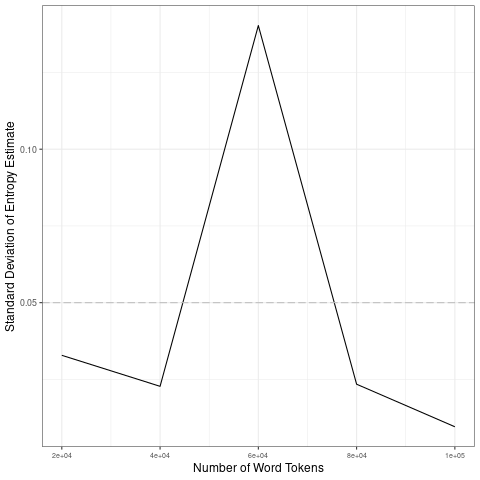 Standard Deviation of Entropy Estimate
0.10
0.05
2e+04 4e+04 6e+04 8e+04 1e+05
Number of Word Tokens